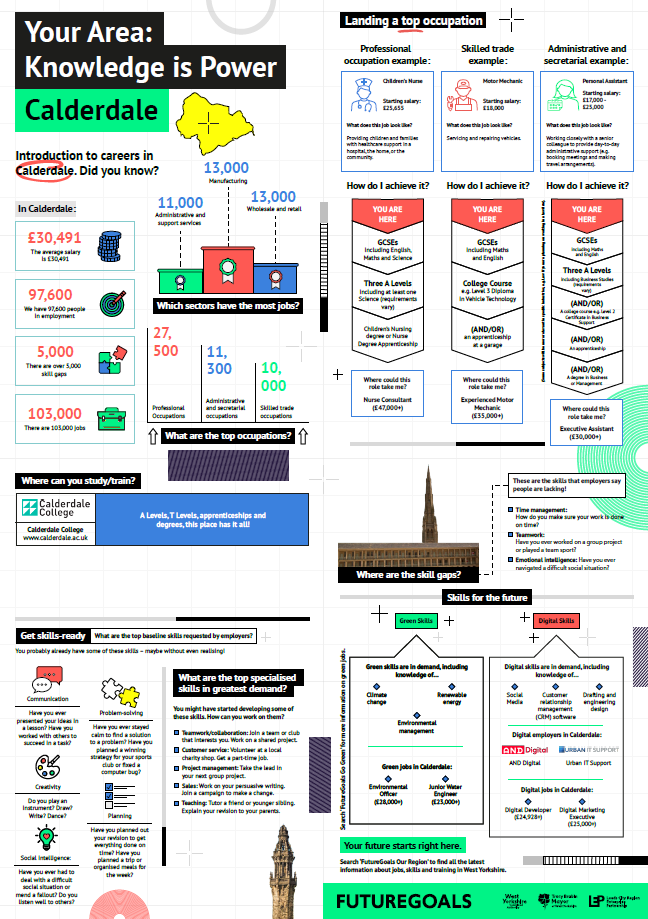 Your Area:
Knowledge is Power
Calderdale
Introduction to careers in
Calderdale. Did you know?
In Calderdale:
£30,491
The average salary
is £30,491
97,600
We have 97,600 people
in employment
5,000
There are over 5,000
skill gaps
103,000
There are 103,000 jobs
13,000
Manufacturing
11,000
Administrative and
support services
13,000
Wholesale and retail
Which sectors have the most jobs?
27,
500
Professional
Occupations
11,
300
Administrative
and secretarial
occupations
10,
000
Skilled trade
occupations
What are the top occupations?
Where can you study/train?
Calderdale
College
Calderdale College
www.calderdale.ac.uk
A Levels, T Levels, apprenticeships and
degrees, this place has it all!
Get skills-ready
What are the top baseline skills requested by employers?
You probably already have some of these skills – maybe without even realising!
Communication
Have you ever
presented your ideas in
a lesson? Have you
worked with others to
succeed in a task?
Creativity
Do you play an
instrument? Draw?
Write? Dance?
Social intelligence:
Have you ever had to
deal with a difficult
social situation or
mend a fallout? Do you
listen well to others?
Problem-solving
Have you ever stayed
calm to find a solution
to a problem? Have you
planned a winning
strategy for your sports
club or fixed a
computer bug?
Planning
Have you planned out
your revision to get
everything done on
time? Have you
planned a trip or
organised meals for
the week?
What are the top specialised
skills in greatest demand?
You might have started developing some of
these skills. How can you work on them?
Teamwork/collaboration: Join a team or club
that interests you. Work on a shared project.
Customer service: Volunteer at a local
charity shop. Get a part-time job.
Project management: Take the lead in
your next group project.
Sales: Work on your persuasive writing.
Join a campaign to make a change.
Teaching: Tutor a friend or younger sibling.
Explain your revision to your parents.
Landing a top occupation
Professional
occupation example:
Children's Nurse
Starting salary:
£25,655
What does this job look like?
Providing children and families
with healthcare support in a
hospital, the home, or the
community.
How do I achieve it?
YOU ARE
HERE
GCSEs
Including English,
Maths and Science
Three A Levels
Including at least one
Science (requirements
vary)
Children's Nursing
degree or Nurse
Degree Apprenticeship
Where could this
role take me?
Nurse Consultant
(£47,000+)
Skilled trade
example:
Motor Mechanic
Starting salary:
£18,000
What does this job look like?
Servicing and repairing vehicles.
How do I achieve it?
YOU ARE
HERE
GCSEs
Including Maths
and English
College Course
e.g. Level 3 Diploma
in Vehicle Technology
(AND/OR)
an apprenticeship
at a garage
Where could this
role take me?
Experienced Motor
Mechanic
(£35,000+)
Administrative and
secretarial example:
Personal Assistant
Starting salary:
£17,000 -
£25,000
What does this job look like?
Working closely with a senior
colleague to provide day-to-day
administrative support (e.g.
booking meetings and making
travel arrangements).
How do I achieve it?
YOU ARE
HERE
GCSEs
Including Maths
and English
Three A Levels
Including Business Studies
(requirements
vary)
(AND/OR)
A college course e.g. Level 2
Certificate in Business
Support
(AND/OR)
An apprenticeship
(AND/OR)
A degree in Business
or Management
Where could this
role take me?
Executive Assistant
(£30,000+)
Where are the skill gaps?
These are the skills that employers say
people are lacking!
Time management:
How do you make sure your work is done
on time?
Teamwork:
Have you ever worked on a group project
or played a team sport?
Emotional intelligence: Have you ever
navigated a difficult social situation?
Skills for the future
Search 'FutureGoals Go Green' for more information on green jobs.
Green Skills
Green skills are in demand, including
knowledge of...
Climate
change
Renewable
energy
Environmental
management
Green jobs in Calderdale:
Environmental
Officer
(£28,000+)
Junior Water
Engineer
(£23,000+)
Digital Skills
Digital skills are in demand, including
knowledge of...
Social
Media
Customer
relationship
management
(CRM) software
Drafting and
engineering
design
Digital employers in Calderdale:
AND Digital
URBAN IT SUPPORT
AND Digital
Urban IT Support
Digital jobs in Calderdale:
Digital Developer
(£24,928+)
Digital Marketing
Executive
(£25,000+)
Your future starts right here.
Search 'FutureGoals Our Region' to find all the latest
information about jobs, skills and training in West Yorkshire.
FUTUREGOALS
West
Yorkshire
Tracy Brabin
Mayor
LEP
Leeds City Region
Enterprise
Partnership